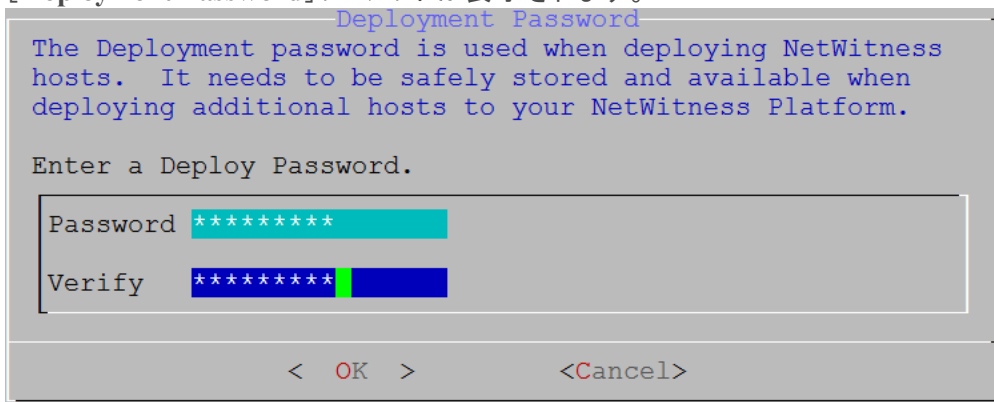 Deployment Password
The Deployment password is used when deploying NetWitness
hosts.  It needs to be safely stored and available when
deploying additional hosts to your NetWitness Platform.
Enter a Deploy Password.
Password *********
Verify *********
<  OK  > <Cancel>